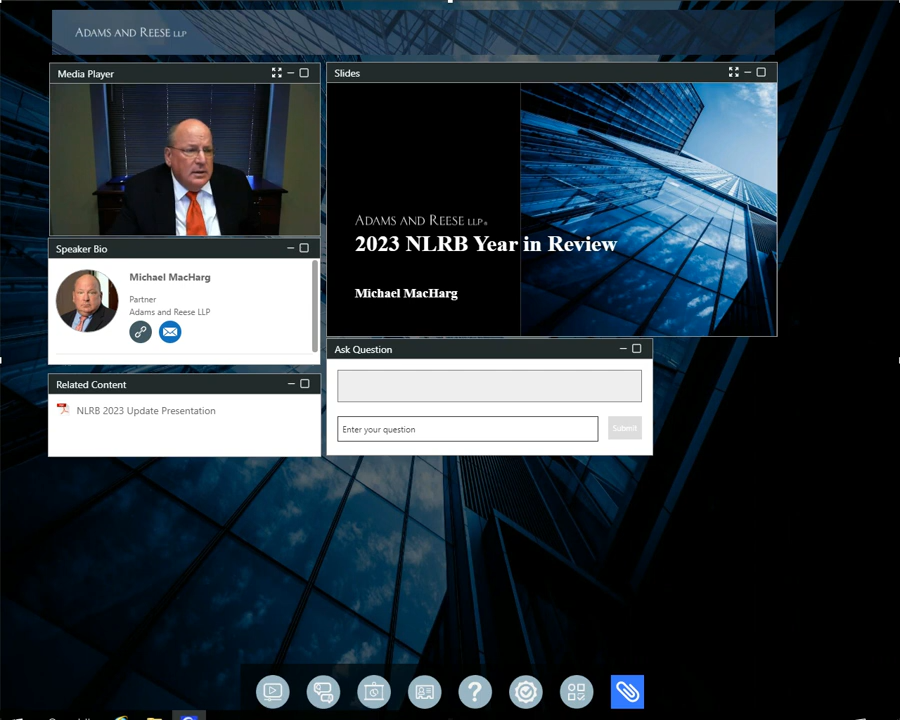 ADAMS AND REESE LLP
Media Player
Slides
ADAMS AND REESE LLP®
2023 NLRB Year in Review
Michael MacHarg
Speaker Bio
Michael MacHarg
Partner
Adams and Reese LLP
Ask Question
Enter your question
Submit
Related Content
NLRB 2023 Update Presentation
?